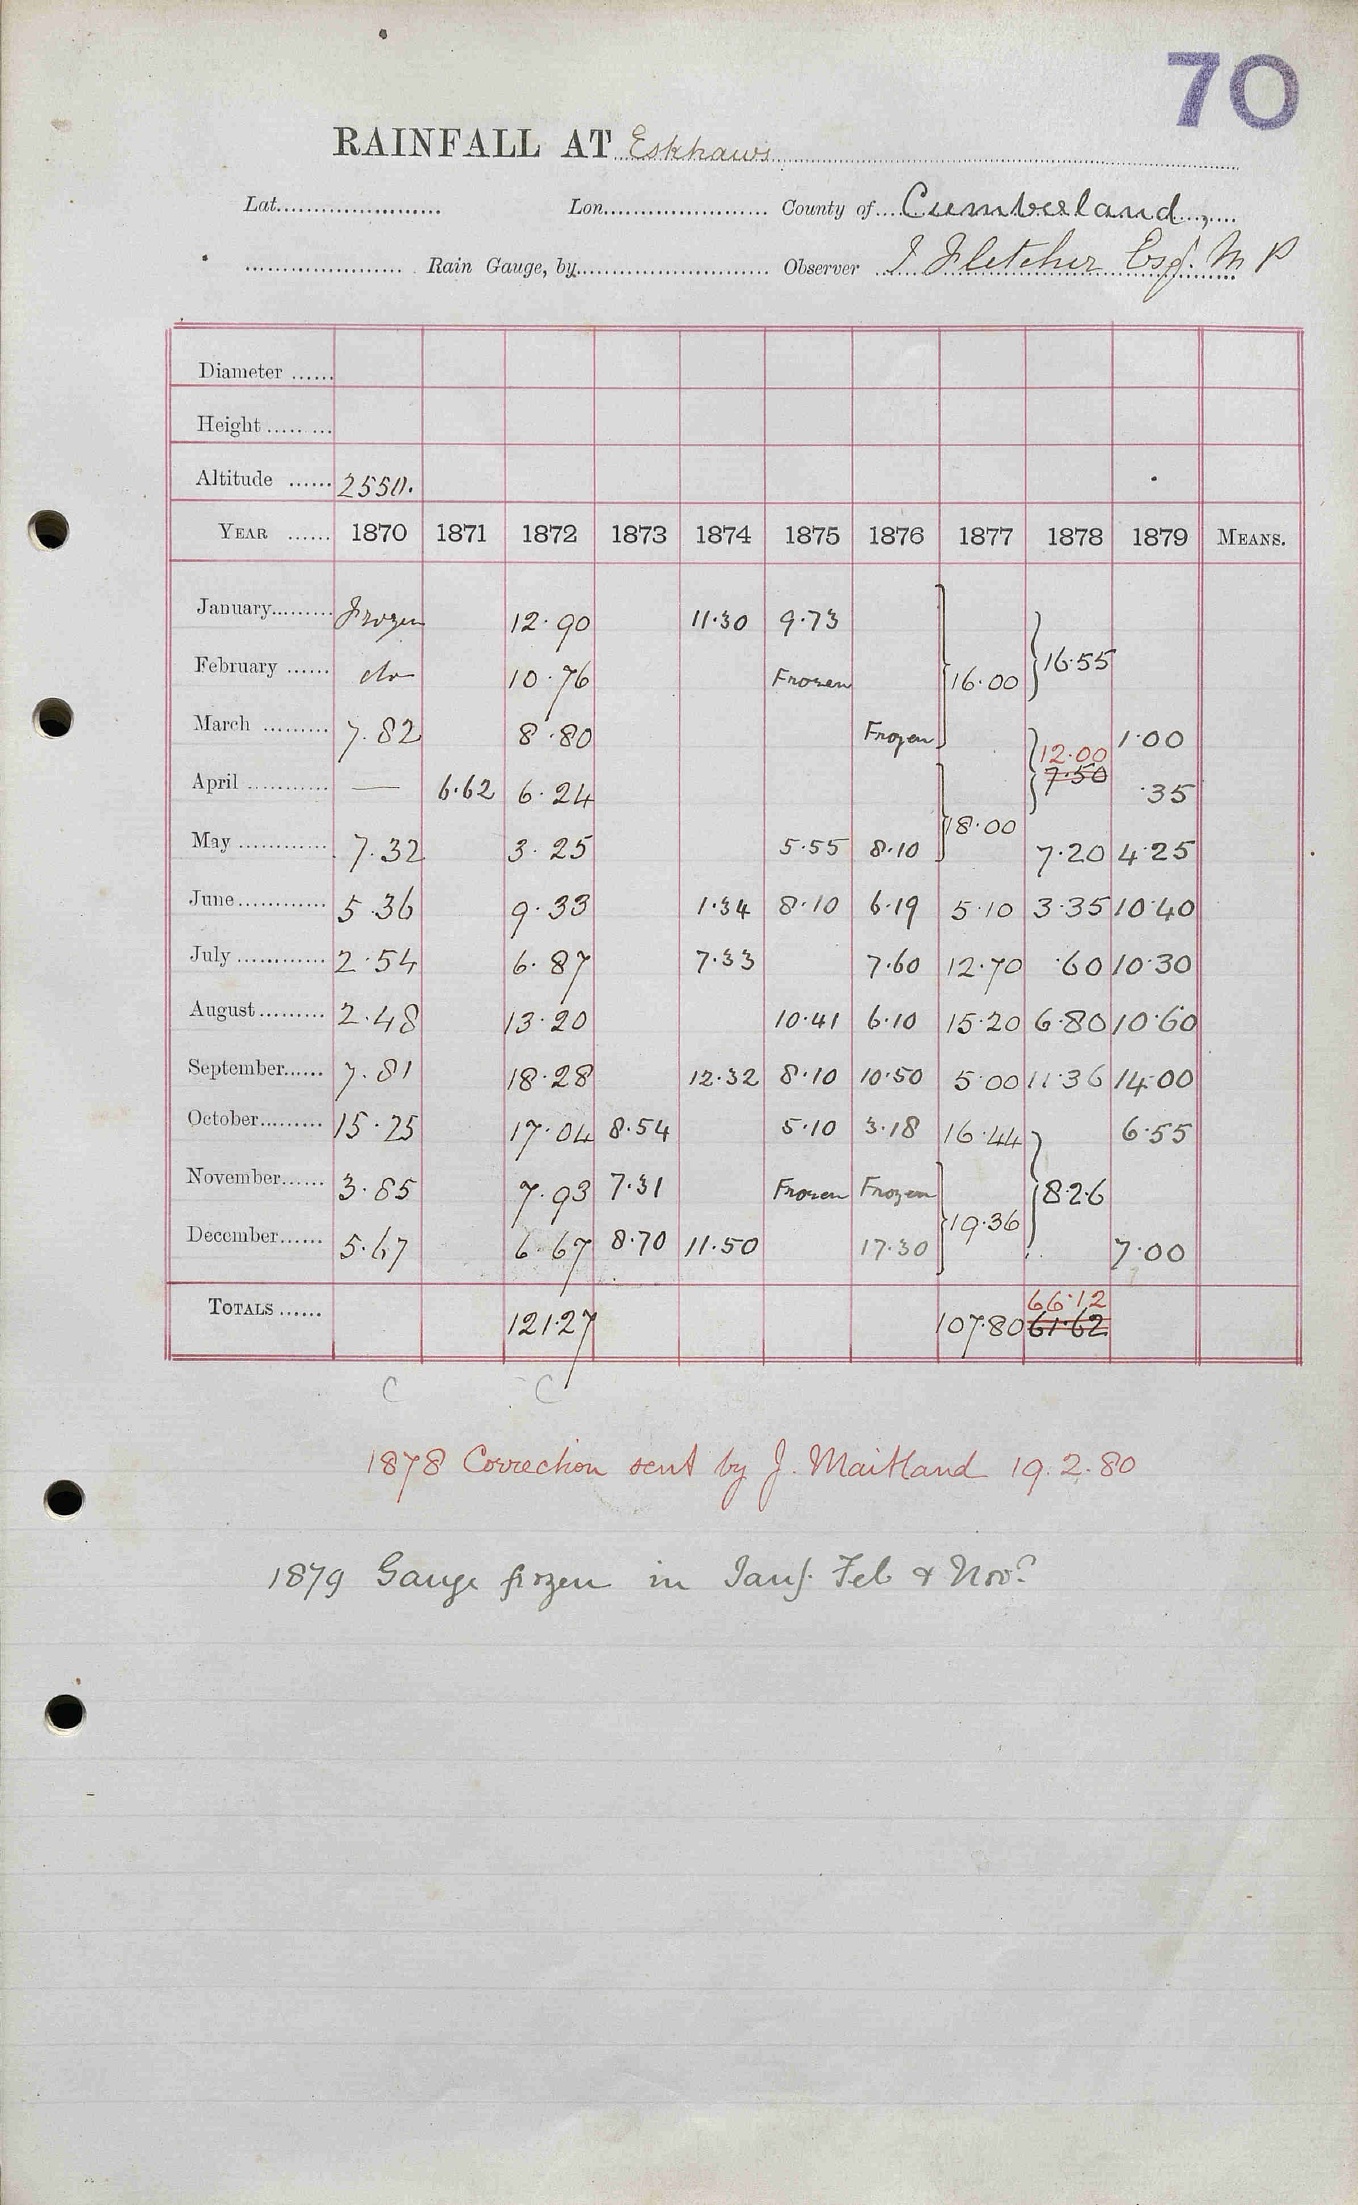 70
RAINFALL AT Eskhaws
Lat. Lon. County of Cumberland,
Rain Gauge, by Observer I Fletcher Esqr. M P
Diameter
Height
Altitude 2550.
YEAR 1870 1871 1872 1873 1874 1875 1876 1877 1878 1879 MEANS.
January Frozen 12.90 11.30 9.73
February do 10.76 Frozen 16.00 16.55
March 7.82 8.80 Frozen 12.00 1.00
April — 6.62 6.24 7.50 .35
May 7.32 3.25 5.55 8.10 18.00 7.20 4.25
June 5.36 9.33 1.34 8.10 6.19 5.10 3.35 10.40
July 2.54 6.87 7.33 7.60 12.70 .60 10.30
August 2.48 13.20 10.41 6.10 15.20 6.80 10.60
September 7.81 18.28 12.32 8.10 10.50 5.00 11.36 14.00
October 15.25 17.04 8.54 5.10 3.18 16.44 6.55
November 3.85 7.93 7.31 Frozen Frozen 8.26
December 5.67 6.67 8.70 11.50 17.30 19.36 7.00
66.12
TOTALS 121.27 107.80 61.62
C C
1878 Correction sent by J. Maitland 19.2.80
1879 Gauge frozen in Jany. Feb & Novr